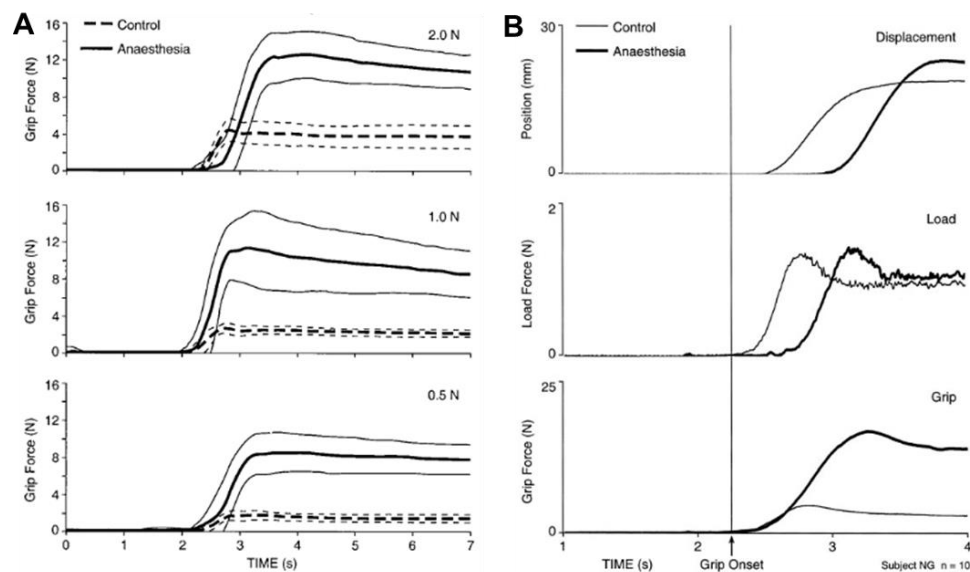 A
Control
Anaesthesia
2.0 N
Grip Force (N)
16
12
8
4
0
1.0 N
Grip Force (N)
16
12
8
4
0
0.5 N
Grip Force (N)
16
12
8
4
0
0 1 2 3 4 5 6 7
TIME (s)
B
Control
Anaesthesia
Displacement
Position (mm)
30
0
Load
Load Force (N)
2
0
Grip
Grip Force (N)
25
0
1 2 3 4
TIME (s)
Grip Onset
Subject NG n = 10